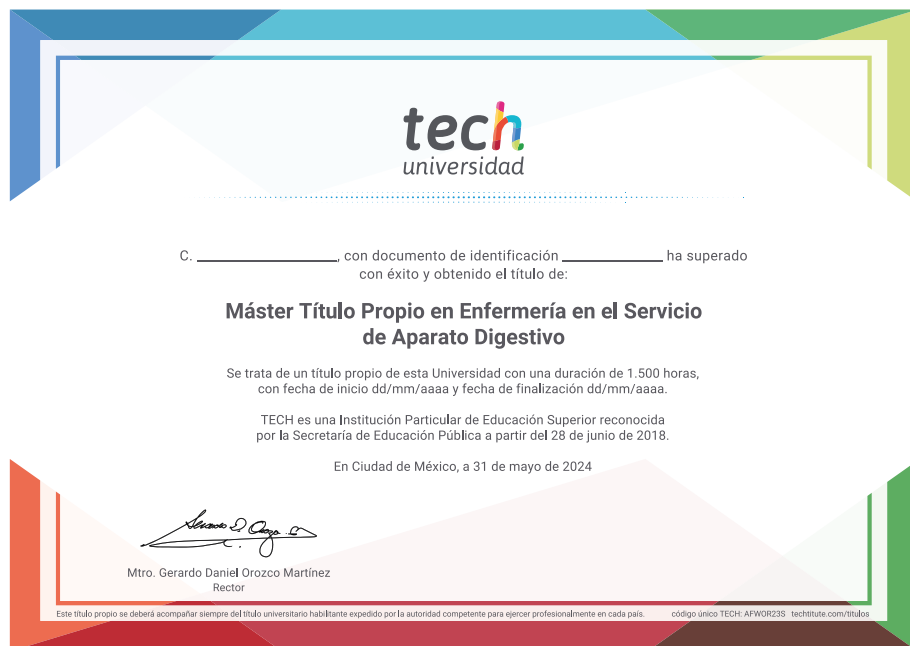 tech
universidad
C. ____________________, con documento de identificación ______________ ha superado
con éxito y obtenido el título de:
Máster Título Propio en Enfermería en el Servicio
de Aparato Digestivo
Se trata de un título propio de esta Universidad con una duración de 1.500 horas,
con fecha de inicio dd/mm/aaaa y fecha de finalización dd/mm/aaaa.
TECH es una Institución Particular de Educación Superior reconocida
por la Secretaría de Educación Pública a partir del 28 de junio de 2018.
En Ciudad de México, a 31 de mayo de 2024
Mtro. Gerardo Daniel Orozco Martínez
Rector
Este título propio se deberá acompañar siempre del título universitario habilitante expedido por la autoridad competente para ejercer profesionalmente en cada país. código único TECH: AFWOR23S techtitute.com/titulos